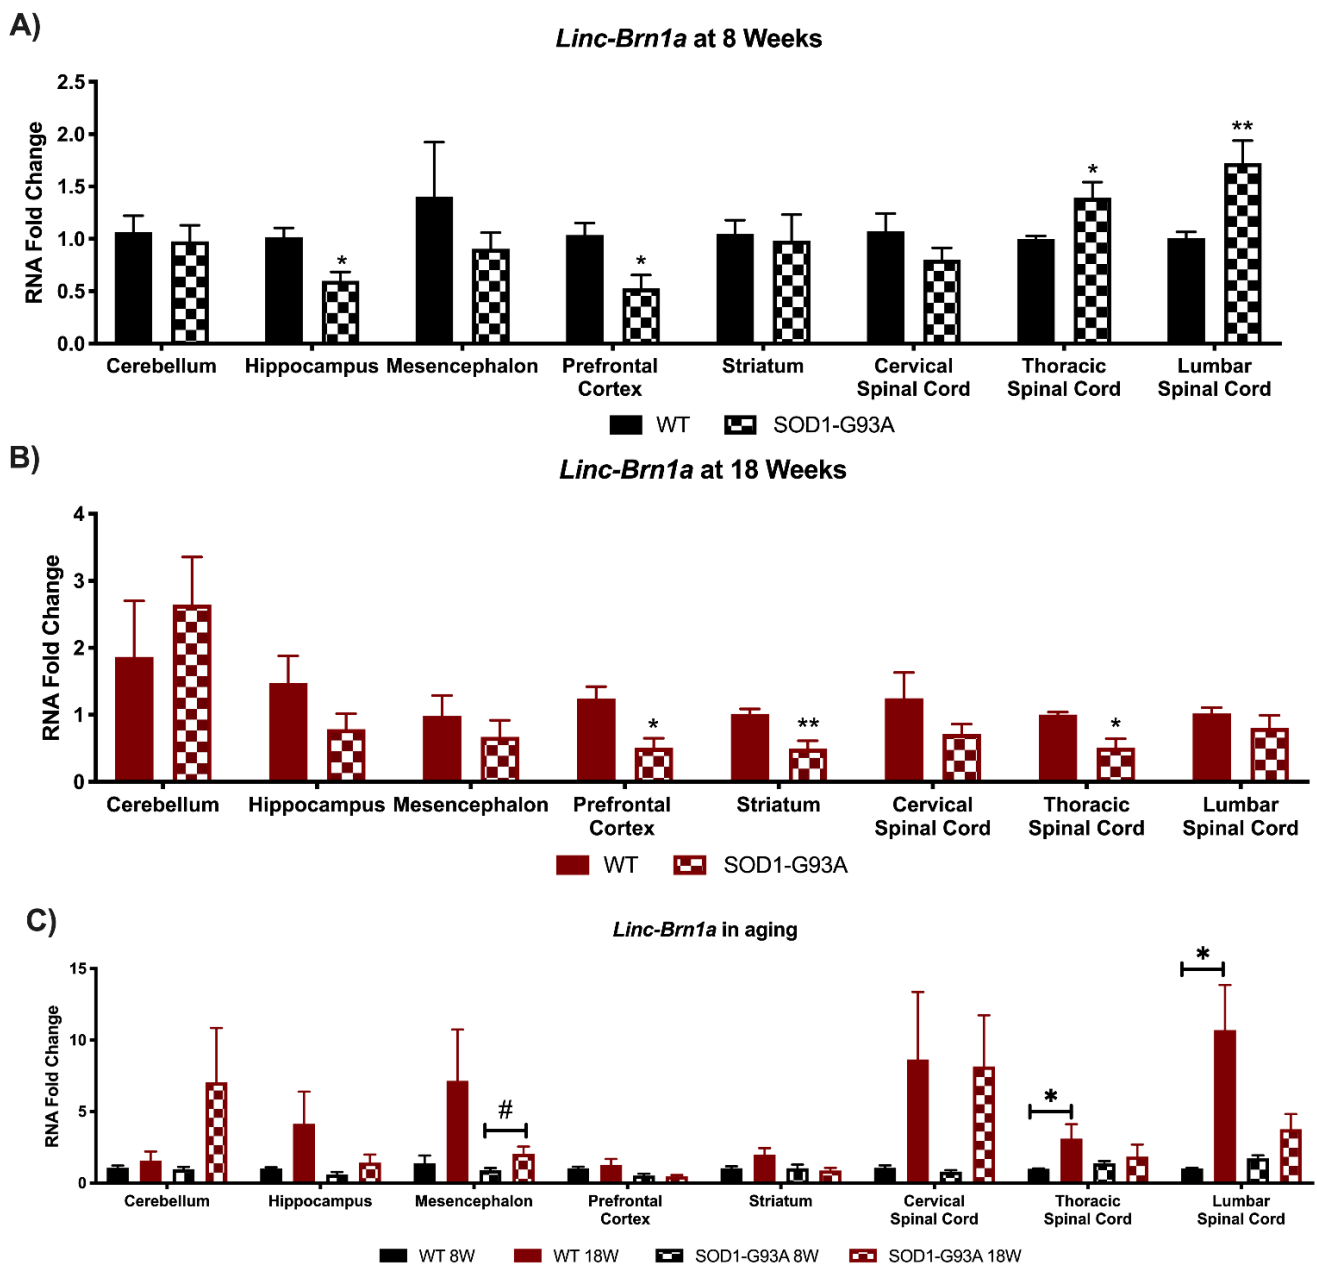 A)
Linc-Brn1a at 8 Weeks
RNA Fold Change
2.5
2.0
1.5
1.0
0.5
0.0
*
*
*
**
Cerebellum Hippocampus Mesencephalon Prefrontal Striatum Cervical Thoracic Lumbar
Cortex Spinal Cord Spinal Cord Spinal Cord
WT SOD1-G93A
B)
Linc-Brn1a at 18 Weeks
RNA Fold Change
4
3
2
1
0
*
**
*
Cerebellum Hippocampus Mesencephalon Prefrontal Striatum Cervical Thoracic Lumbar
Cortex Spinal Cord Spinal Cord Spinal Cord
WT SOD1-G93A
C)
Linc-Brn1a in aging
RNA Fold Change
15
10
5
0
#
*
*
Cerebellum Hippocampus Mesencephalon Prefrontal Striatum Cervical Thoracic Lumbar
Cortex Spinal Cord Spinal Cord Spinal Cord
WT 8W WT 18W SOD1-G93A 8W SOD1-G93A 18W